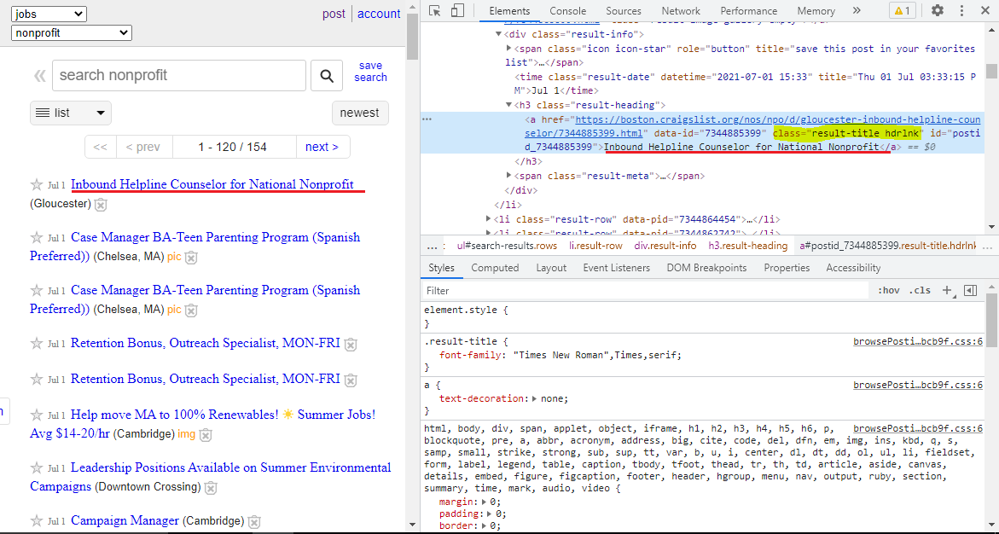 jobs
post account
nonprofit
search nonprofit
save
search
list
newest
<< < prev 1 - 120 / 154 next >
Jul 1 Inbound Helpline Counselor for National Nonprofit
(Gloucester)
Jul 1 Case Manager BA-Teen Parenting Program (Spanish
Preferred)) (Chelsea, MA) pic
Jul 1 Case Manager BA-Teen Parenting Program (Spanish
Preferred)) (Chelsea, MA) pic
Jul 1 Retention Bonus, Outreach Specialist, MON-FRI
Jul 1 Retention Bonus, Outreach Specialist, MON-FRI
Jul 1 Help move MA to 100% Renewables! ☀ Summer Jobs!
Avg $14-20/hr (Cambridge) img
Jul 1 Leadership Positions Available on Summer Environmental
Campaigns (Downtown Crossing)
Jul 1 Campaign Manager (Cambridge)
Elements Console Sources Network Performance Memory » 1
<div class="result-info">
<span class="icon icon-star" role="button" title="save this post in your favorites
list">…</span>
<time class="result-date" datetime="2021-07-01 15:33" title="Thu 01 Jul 03:33:15 P
M">Jul 1</time>
<h3 class="result-heading">
… <a href="https://boston.craigslist.org/nos/npo/d/gloucester-inbound-helpline-coun
selor/7344885399.html" data-id="7344885399" class="result-title hdrlnk" id="posti
d_7344885399">Inbound Helpline Counselor for National Nonprofit</a> == $0
</h3>
<span class="result-meta">…</span>
</div>
</li>
<li class="result-row" data-pid="7344864454">…</li>
<li class="result-row" data-pid="7344862742">…</li>
… ul#search-results.rows li.result-row div.result-info h3.result-heading a#postid_7344885399.result-title.hdrlnk …
Styles Computed Layout Event Listeners DOM Breakpoints Properties Accessibility
Filter :hov .cls +
element.style {
}
.result-title { browsePosti…bcb9f.css:6
font-family: "Times New Roman",Times,serif;
}
a { browsePosti…bcb9f.css:6
text-decoration: none;
}
html, body, div, span, applet, object, iframe, h1, h2, h3, h4, h5, h6, p, browsePosti…bcb9f.css:6
blockquote, pre, a, abbr, acronym, address, big, cite, code, del, dfn, em, img, ins, kbd, q, s,
samp, small, strike, strong, sub, sup, tt, var, b, u, i, center, dl, dt, dd, ol, ul, li, fieldset,
form, label, legend, table, caption, tbody, tfoot, thead, tr, th, td, article, aside, canvas,
details, embed, figure, figcaption, footer, header, hgroup, menu, nav, output, ruby, section,
summary, time, mark, audio, video {
margin: 0;
padding: 0;
border: 0;